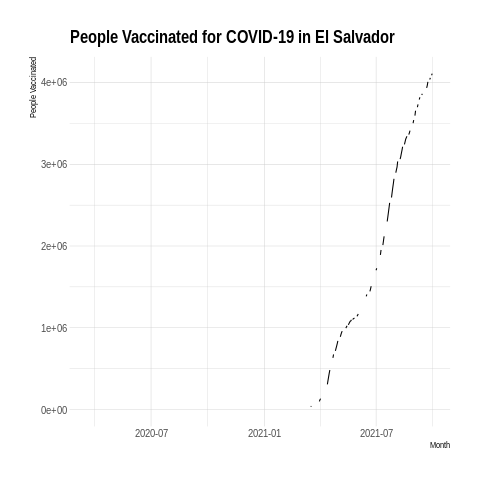 People Vaccinated for COVID-19 in El Salvador
People Vaccinated
4e+06
3e+06
2e+06
1e+06
0e+00
2020-07
2021-01
2021-07
Month